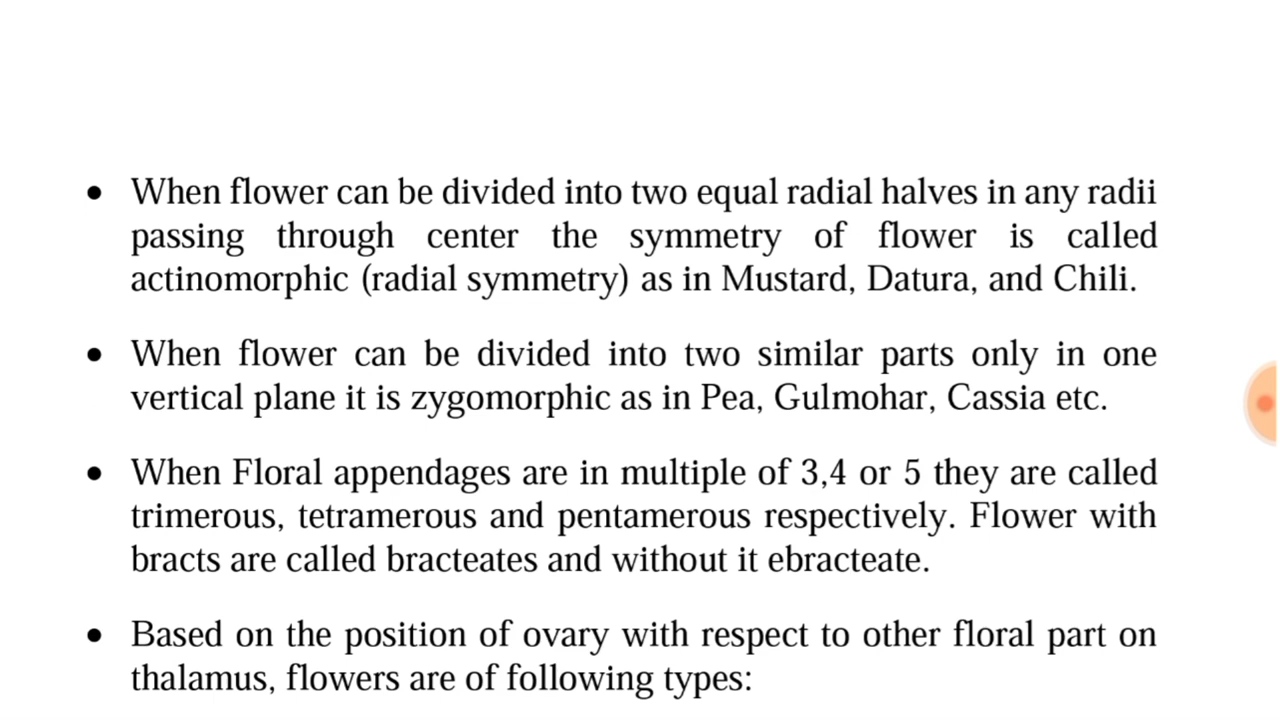 • When flower can be divided into two equal radial halves in any radii
passing through center the symmetry of flower is called
actinomorphic (radial symmetry) as in Mustard, Datura, and Chili.
• When flower can be divided into two similar parts only in one
vertical plane it is zygomorphic as in Pea, Gulmohar, Cassia etc.
• When Floral appendages are in multiple of 3,4 or 5 they are called
trimerous, tetramerous and pentamerous respectively. Flower with
bracts are called bracteates and without it ebracteate.
• Based on the position of ovary with respect to other floral part on
thalamus, flowers are of following types: